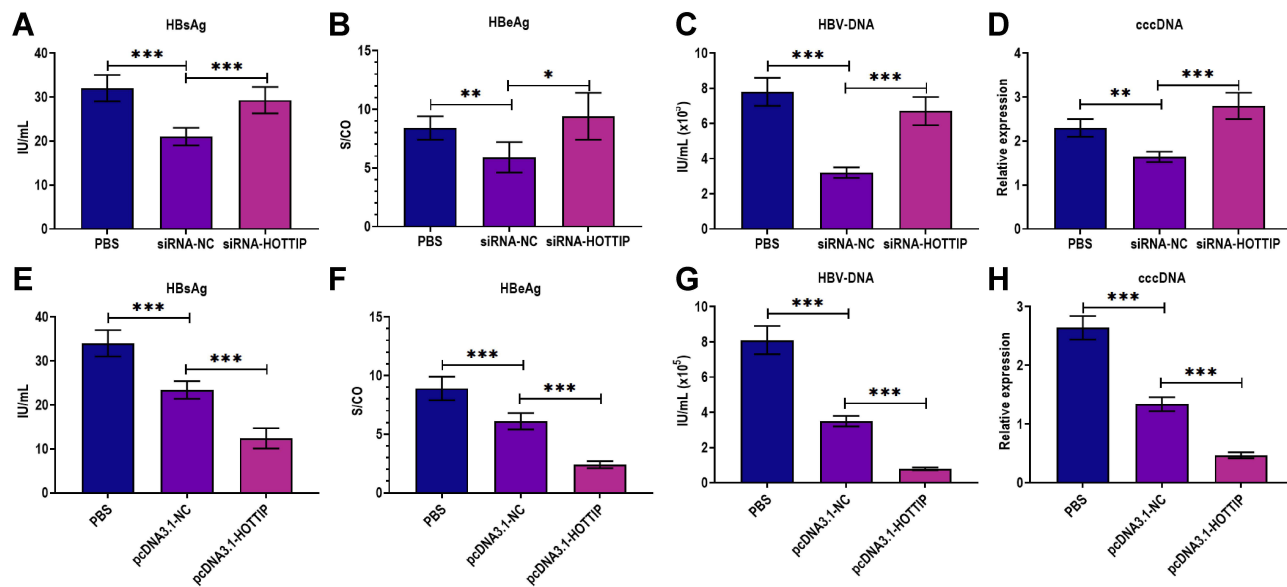 A
HBsAg
IU/mL
40
30
20
10
0
***
***
PBS
siRNA-NC
siRNA-HOTTIP
B
HBeAg
S/CO
15
10
5
0
**
*
PBS
siRNA-NC
siRNA-HOTTIP
C
HBV-DNA
IU/mL (x10⁵)
10
8
6
4
2
0
***
***
PBS
siRNA-NC
siRNA-HOTTIP
D
cccDNA
Relative expression
4
3
2
1
0
**
***
PBS
siRNA-NC
siRNA-HOTTIP
E
HBsAg
IU/mL
40
30
20
10
0
***
***
PBS
pcDNA3.1-NC
pcDNA3.1-HOTTIP
F
HBeAg
S/CO
15
10
5
0
***
***
PBS
pcDNA3.1-NC
pcDNA3.1-HOTTIP
G
HBV-DNA
IU/mL (x10⁵)
10
8
6
4
2
0
***
***
PBS
pcDNA3.1-NC
pcDNA3.1-HOTTIP
H
cccDNA
Relative expression
3
2
1
0
***
***
PBS
pcDNA3.1-NC
pcDNA3.1-HOTTIP